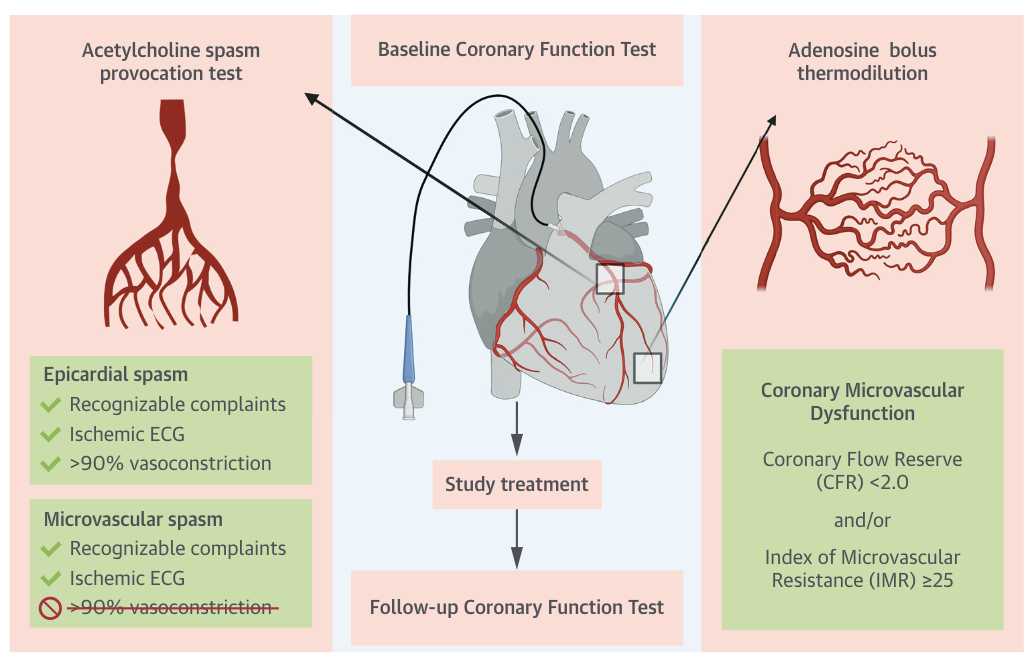 Acetylcholine spasm
provocation test
Epicardial spasm
Recognizable complaints
Ischemic ECG
>90% vasoconstriction
Microvascular spasm
Recognizable complaints
Ischemic ECG
>90% vasoconstriction
Baseline Coronary Function Test
Study treatment
Follow-up Coronary Function Test
Adenosine bolus
thermodilution
Coronary Microvascular
Dysfunction
Coronary Flow Reserve
(CFR) <2.0
and/or
Index of Microvascular
Resistance (IMR) ≥25